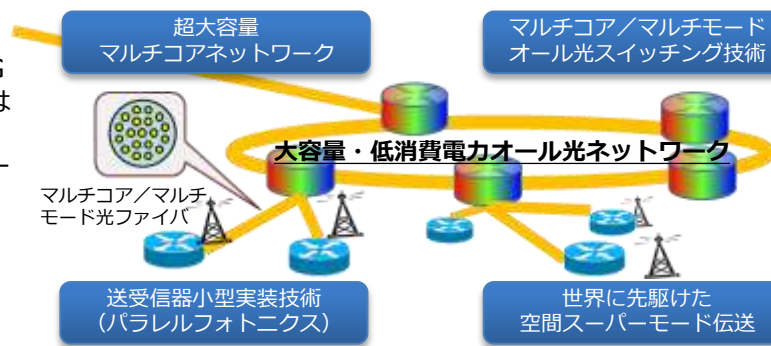 超大容量
マルチコアネットワーク
マルチコア／マルチモード
オール光スイッチング技術
は
大容量・低消費電力オール光ネットワーク
マルチコア／マルチ
モード光ファイバ
送受信器小型実装技術
（パラレルフォトニクス）
世界に先駆けた
空間スーパーモード伝送